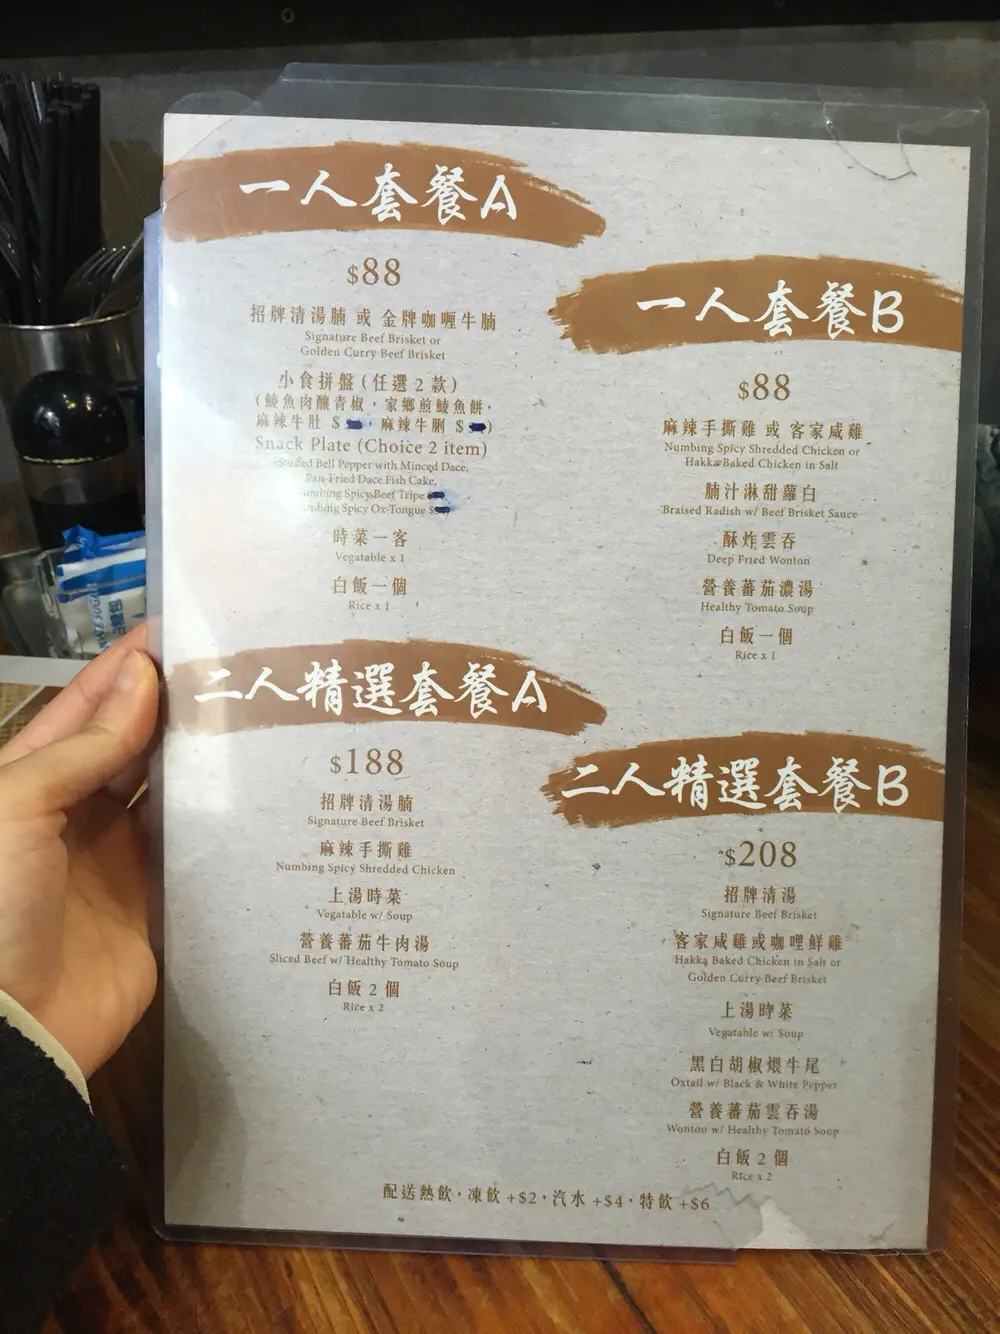 一人套餐A
$88
招牌清湯腩 或 金牌咖喱牛腩
Signature Beef Brisket or
Golden Curry Beef Brisket
小食拼盤(任選2款)
(鯪魚肉釀青椒,家鄉煎鯪魚餅,
麻辣牛肚 $ ,麻辣牛脷 $ )
Snack Plate (Choice 2 item)
Stuffed Bell Pepper with Minced Dace,
Pan-Fried Dace Fish Cake,
Numbing Spicy Beef Tripe
Numbing Spicy Ox-Tongue $
時菜一客
Vegatable x 1
白飯一個
Rice x 1
一人套餐B
$88
麻辣手撕雞 或 客家咸雞
Numbing Spicy Shredded Chicken or
Hakka Baked Chicken in Salt
腩汁淋甜蘿白
Braised Radish w/ Beef Brisket Sauce
酥炸雲吞
Deep Fried Wonton
營養蕃茄濃湯
Healthy Tomato Soup
白飯一個
Rice x 1
二人精選套餐A
$188
招牌清湯腩
Signature Beef Brisket
麻辣手撕雞
Numbing Spicy Shredded Chicken
上湯時菜
Vegatable w/ Soup
營養蕃茄牛肉湯
Sliced Beef w/ Healthy Tomato Soup
白飯2個
Rice x 2
二人精選套餐B
$208
招牌清湯
Signature Beef Brisket
客家咸雞或咖哩鮮雞
Hakka Baked Chicken in Salt or
Golden Curry Beef Brisket
上湯時菜
Vegatable w/ Soup
黑白胡椒煨牛尾
Oxtail w/ Black & White Pepper
營養蕃茄雲吞湯
Wonton w/ Healthy Tomato Soup
白飯2個
Rice x 2
配送熱飲,凍飲+$2,汽水+$4,特飲+$6